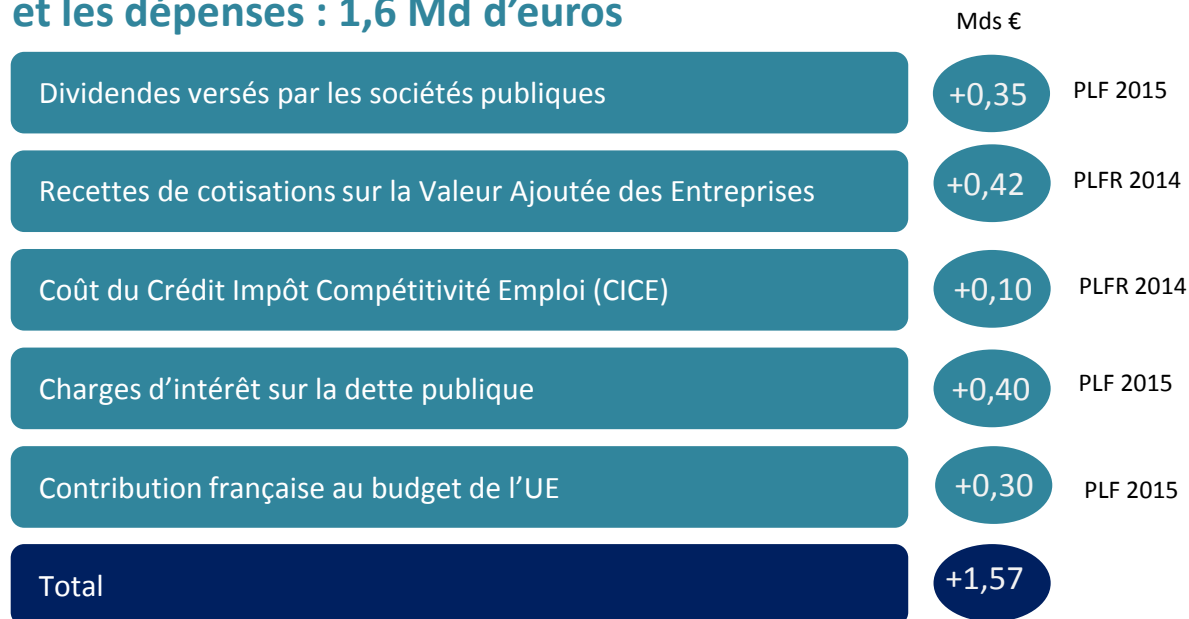 et les dépenses : 1,6 Md d’euros
Mds €
Dividendes versés par les sociétés publiques
+0,35
PLF 2015
Recettes de cotisations sur la Valeur Ajoutée des Entreprises
+0,42
PLFR 2014
Coût du Crédit Impôt Compétitivité Emploi (CICE)
+0,10
PLFR 2014
Charges d’intérêt sur la dette publique
+0,40
PLF 2015
Contribution française au budget de l’UE
+0,30
PLF 2015
Total
+1,57